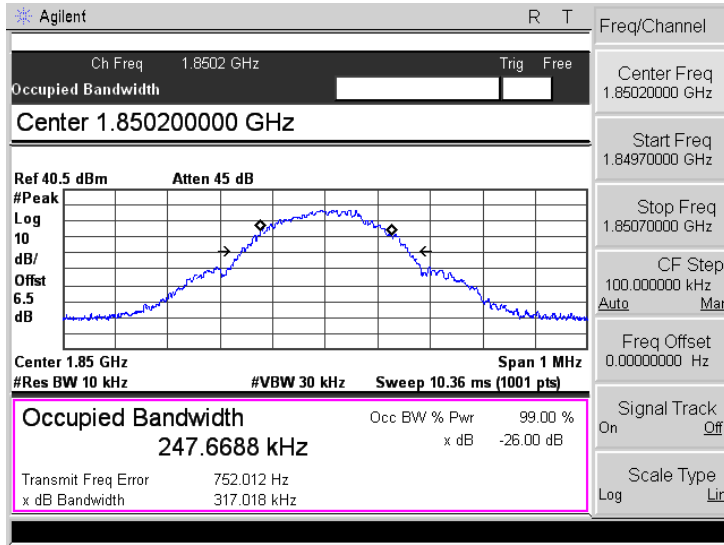 Agilent
R T
Ch Freq 1.8502 GHz Trig Free
Occupied Bandwidth
Center 1.850200000 GHz
Ref 40.5 dBm Atten 45 dB
#Peak
Log
10
dB/
Offst
6.5
dB
Center 1.85 GHz Span 1 MHz
#Res BW 10 kHz #VBW 30 kHz Sweep 10.36 ms (1001 pts)
Occupied Bandwidth
247.6688 kHz
Occ BW % Pwr 99.00 %
x dB -26.00 dB
Transmit Freq Error 752.012 Hz
x dB Bandwidth 317.018 kHz
Freq/Channel
Center Freq
1.85020000 GHz
Start Freq
1.84970000 GHz
Stop Freq
1.85070000 GHz
CF Step
100.000000 kHz
Auto Man
Freq Offset
0.00000000 Hz
Signal Track
On Off
Scale Type
Log Lin